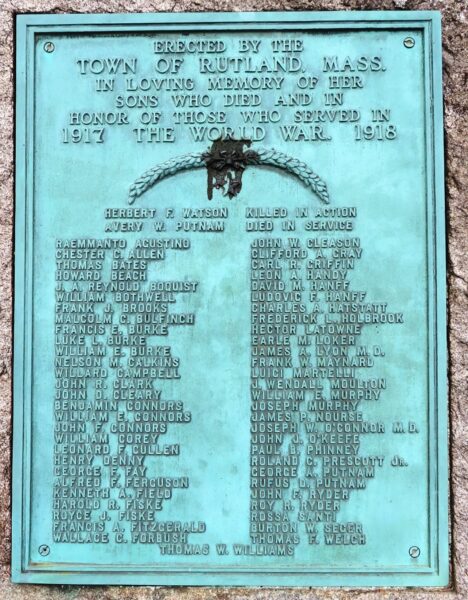 ERECTED BY THE
TOWN OF RUTLAND, MASS.
IN LOVING MEMORY OF HER
SONS WHO DIED AND IN
HONOR OF THOSE WHO SERVED IN
1917 THE WORLD WAR. 1918
HERBERT F. WATSON KILLED IN ACTION
AVERY W. PUTNAM DIED IN SERVICE
RAEMMANTO AGUSTINO
CHESTER C. ALLEN
THOMAS BATES
HOWARD BEACH
J. A. REYNOLD BOQUIST
WILLIAM BOTHWELL
FRANK J. BROOKS
MALCOLM C. BULFINCH
FRANCIS E. BURKE
LUKE L. BURKE
WILLIAM E. BURKE
NELSON M. CALKINS
WILLARD CAMPBELL
JOHN R. CLARK
JOHN D. CLEARY
BENJAMIN CONNORS
WILLIAM E. CONNORS
JOHN F. CONNORS
WILLIAM COREY
LEONARD F. CULLEN
HENRY DENNY
GEORGE F. FAY
ALFRED F. FERGUSON
KENNETH A. FIELD
HAROLD R. FISKE
ROYCE J. FISKE
FRANCIS A. FITZGERALD
WALLACE C. FORBUSH
JOHN W. GLEASON
CLIFFORD A. GRAY
CARL R. GRIFFIN
LEON A. HANDY
DAVID M. HANFF
LUDOVIC F. HANFF
CHARLES A. HATSTATT
FREDERICK L. HOLBROOK
HECTOR LATOWNE
EARLE M. LOKER
JAMES A. LYON M.D.
FRANK W. MAYNARD
LUICI MARTELLI
J. WENDALL MOULTON
WILLIAM E. MURPHY
JOSEPH MURPHY
JAMES P. NOURSE
JOSEPH W. O'CONNOR M.D.
JOHN J. O'KEEFE
PAUL G. PHINNEY
ROLAND C. PRESCOTT JR.
GEORGE A. PUTNAM
RUFUS D. PUTNAM
JOHN F. RYDER
ROY R. RYDER
ROSSA SANTI
BURTON W. SEGER
THOMAS F. WELCH
THOMAS W. WILLIAMS